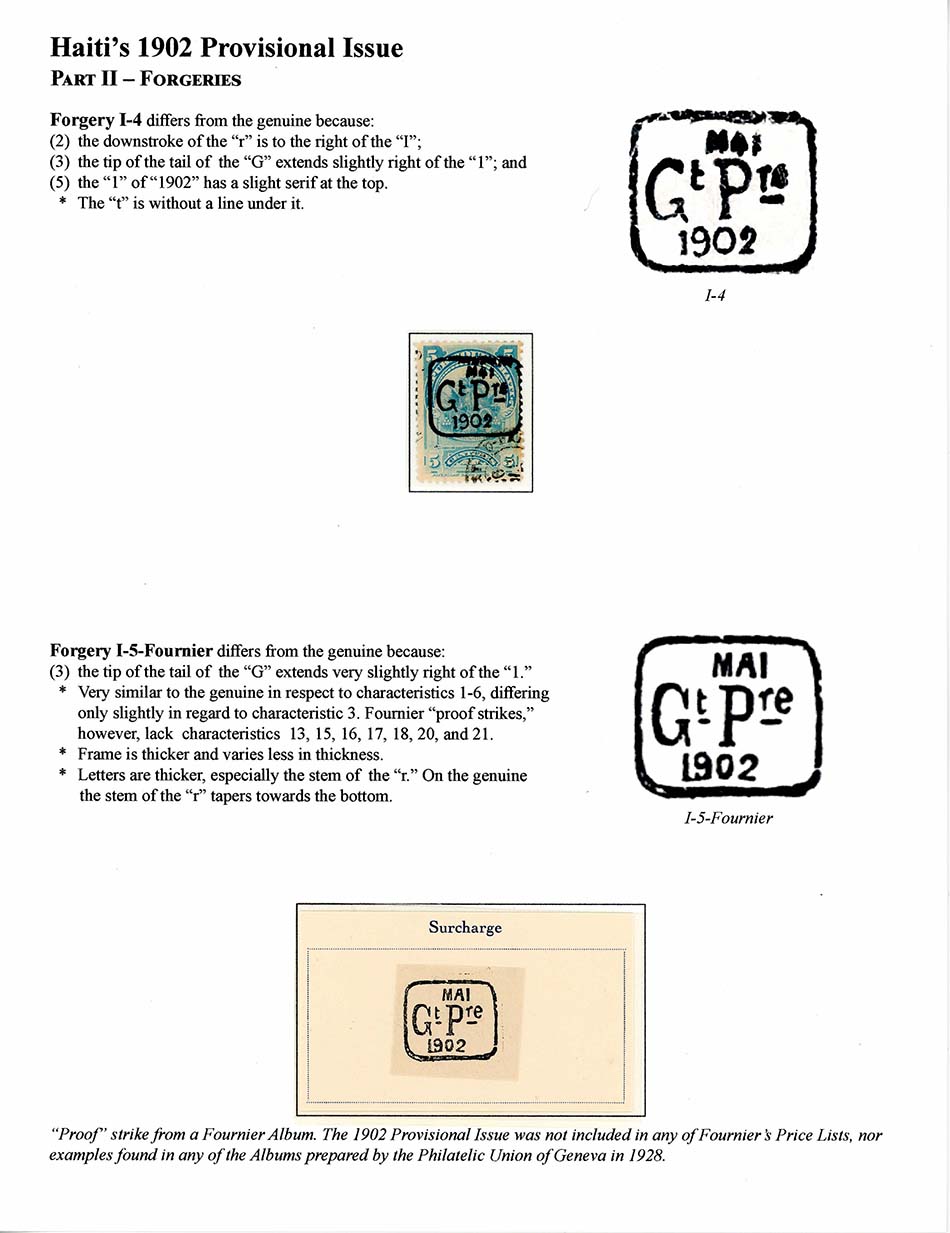 Haiti's 1902 Provisional Issue
PART II – FORGERIES
Forgery I-4 differs from the genuine because:
(2) the downstroke of the "r" is to the right of the "I";
(3) the tip of the tail of the "G" extends slightly right of the "1"; and
(5) the "1" of "1902" has a slight serif at the top.
* The "t" is without a line under it.
MAI
Gt Pre
1902
I-4
5 5
MAI
Gt Pre
1902
5 5
Forgery I-5-Fournier differs from the genuine because:
(3) the tip of the tail of the "G" extends very slightly right of the "1."
* Very similar to the genuine in respect to characteristics 1-6, differing
only slightly in regard to characteristic 3. Fournier "proof strikes,"
however, lack characteristics 13, 15, 16, 17, 18, 20, and 21.
* Frame is thicker and varies less in thickness.
* Letters are thicker, especially the stem of the "r." On the genuine
the stem of the "r" tapers towards the bottom.
MAI
Gt Pre
1902
I-5-Fournier
Surcharge
MAI
Gt Pre
1902
"Proof" strike from a Fournier Album. The 1902 Provisional Issue was not included in any of Fournier's Price Lists, nor
examples found in any of the Albums prepared by the Philatelic Union of Geneva in 1928.